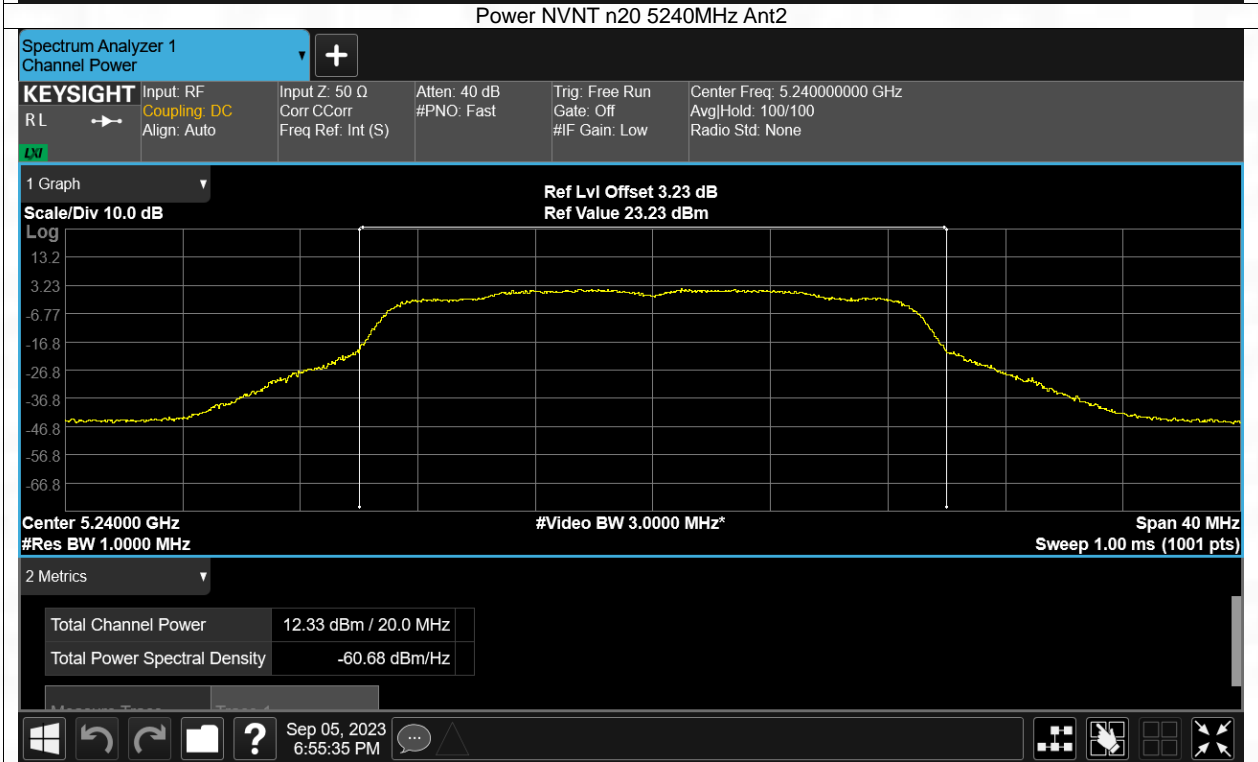 Power NVNT n20 5240MHz Ant2
Spectrum Analyzer 1
Channel Power
KEYSIGHT
RL
LXI
Input: RF
Coupling: DC
Align: Auto
Input Z: 50 Ω
Corr CCorr
Freq Ref: Int (S)
Atten: 40 dB
#PNO: Fast
Trig: Free Run
Gate: Off
#IF Gain: Low
Center Freq: 5.240000000 GHz
Avg|Hold: 100/100
Radio Std: None
1 Graph
Scale/Div 10.0 dB
Ref Lvl Offset 3.23 dB
Ref Value 23.23 dBm
Log
13.2
3.23
-6.77
-16.8
-26.8
-36.8
-46.8
-56.8
-66.8
Center 5.24000 GHz
#Video BW 3.0000 MHz*
Span 40 MHz
#Res BW 1.0000 MHz
Sweep 1.00 ms (1001 pts)
2 Metrics
Total Channel Power 12.33 dBm / 20.0 MHz
Total Power Spectral Density -60.68 dBm/Hz
Sep 05, 2023
6:55:35 PM